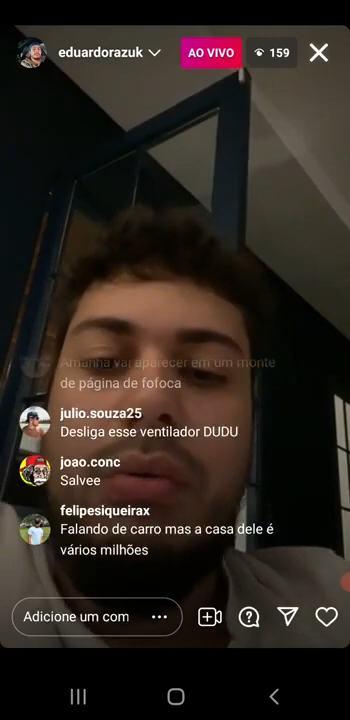 eduardorazuk
AO VIVO
159
Amanhã vai aparecer em um monte
de página de fofoca
julio.souza25
Desliga esse ventilador DUDU
joao.conc
Salvee
felipesiqueirax
Falando de carro mas a casa dele é
vários milhões
Adicione um com